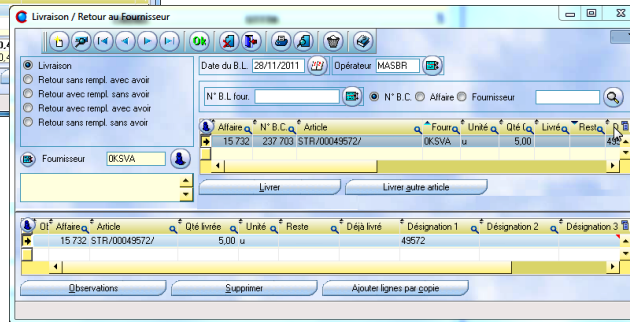 Livraison / Retour au Fournisseur
Ok
Livraison
Retour sans rempl. avec avoir
Retour avec rempl. sans avoir
Retour avec rempl. avec avoir
Retour sans rempl. sans avoir
Fournisseur 0KSVA
Date du B.L. 28/11/2011 Opérateur MASBR
N° B.L four. N° B.C. Affaire Fournisseur
Affaire N° B.C. Article Fourn Unité Qté Livré Reste
15 732 237 703 STR/00049572/ 0KSVA u 5,00
Livrer Livrer autre article
Affaire Article Qté livrée Unité Reste Déjà livré Désignation 1 Désignation 2 Désignation 3
15 732 STR/00049572/ 5,00 u 49572
Observations Supprimer Ajouter lignes par copie